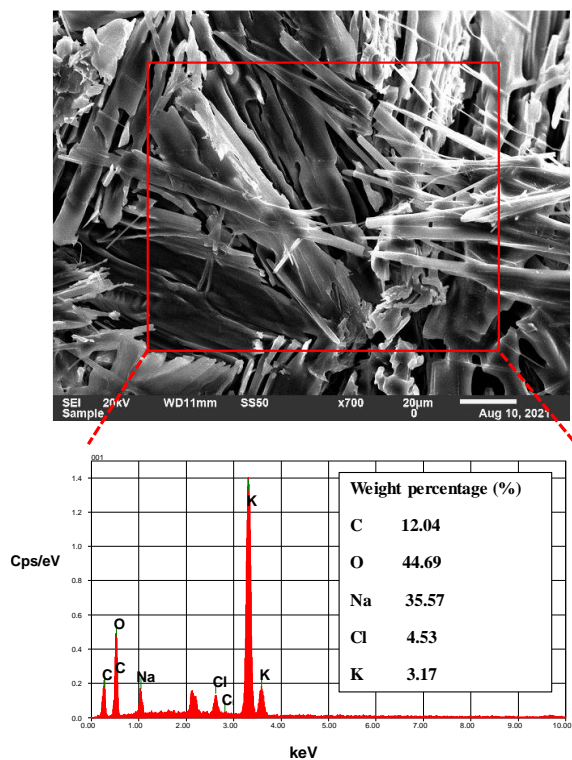 SEI 20kV WD11mm SS50 x700 20μm
Sample 0 Aug 10, 2021
001
Cps/eV
1.4
1.2
1.0
0.8
0.6
0.4
0.2
0.0
K
O
C
C
Na
Cl
C
K
Weight percentage (%)
C 12.04
O 44.69
Na 35.57
Cl 4.53
K 3.17
0.00 1.00 2.00 3.00 4.00 5.00 6.00 7.00 8.00 9.00 10.00
keV